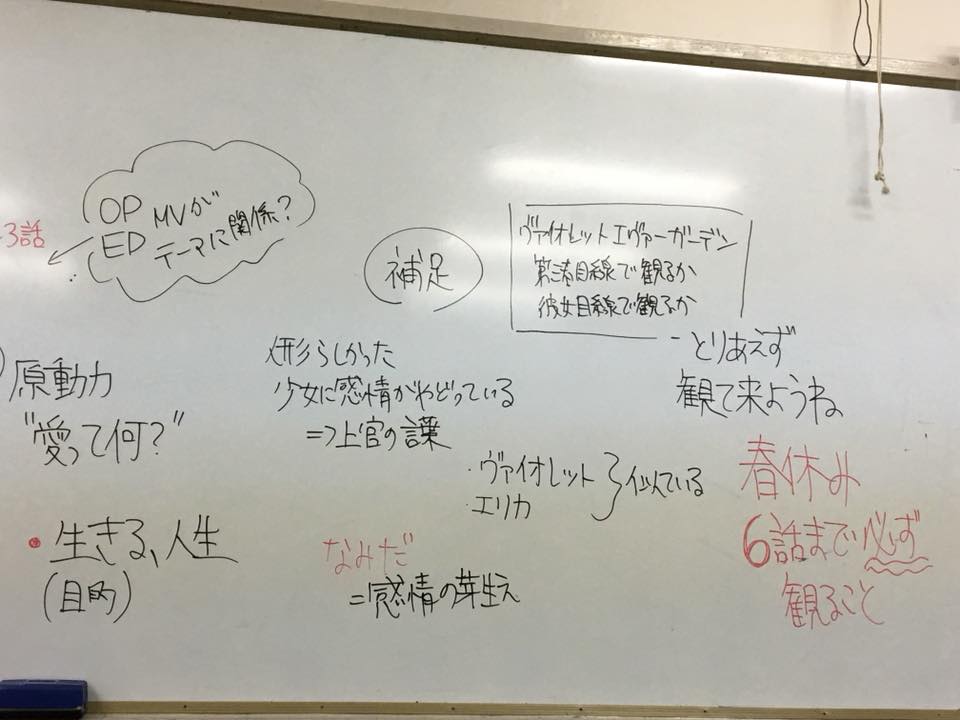 3話
OP MVが
ED テーマに関係?
補足
ヴァイオレットエヴァーガーデン
第三者目線で観るか
彼女目線で観るか
とりあえず
観て来ようね
原動力
"愛って何?"
・生きる、人生
(目的)
人形らしかった
少女に感情がやどっている
=>上官の言葉
・ヴァイオレット
・エリカ
}似ている
なみだ
=感情の芽生え
春休み
6話まで必ず
観ること